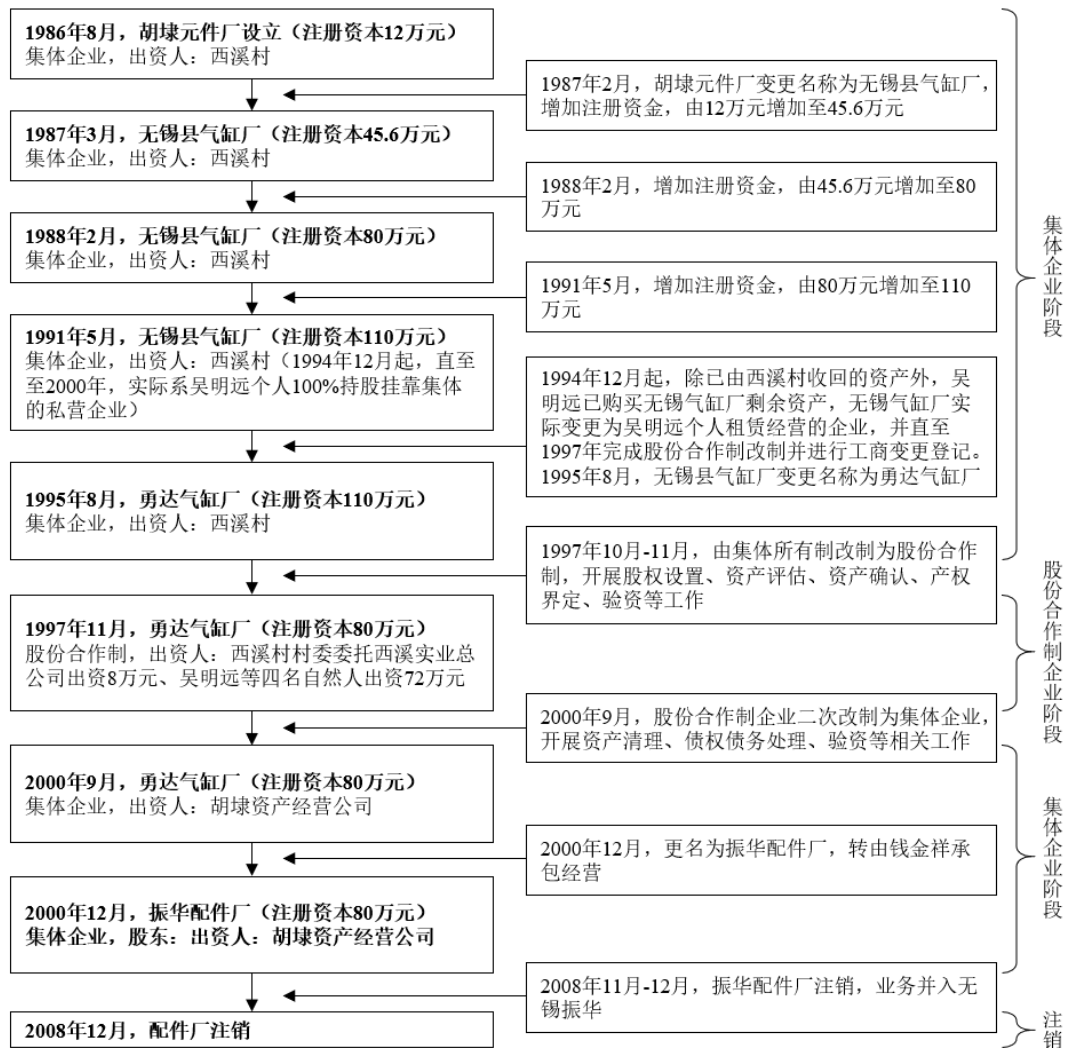 1986年8月，胡埭元件厂设立（注册资本12万元）
集体企业，出资人：西溪村
1987年2月，胡埭元件厂变更名称为无锡县气缸厂，
增加注册资金，由12万元增加至45.6万元
1987年3月，无锡县气缸厂（注册资本45.6万元）
集体企业，出资人：西溪村
1988年2月，增加注册资金，由45.6万元增加至80
万元
1988年2月，无锡县气缸厂（注册资本80万元）
集体企业，出资人：西溪村
1991年5月，增加注册资金，由80万元增加至110
万元
1991年5月，无锡县气缸厂（注册资本110万元）
集体企业，出资人：西溪村（1994年12月起，直至
至2000年，实际系吴明远个人100%持股挂靠集体
的私营企业）
1994年12月起，除已由西溪村收回的资产外，吴
明远已购买无锡气缸厂剩余资产，无锡气缸厂实
际变更为吴明远个人租赁经营的企业，并直至
1997年完成股份合作制改制并进行工商变更登记。
1995年8月，无锡县气缸厂变更名称为勇达气缸厂
1995年8月，勇达气缸厂（注册资本110万元）
集体企业，出资人：西溪村
集体企业阶段
1997年10月-11月，由集体所有制改制为股份合作
制，开展股权设置、资产评估、资产确认、产权
界定、验资等工作
1997年11月，勇达气缸厂（注册资本80万元）
股份合作制，出资人：西溪村村委委托西溪实业总
公司出资8万元、吴明远等四名自然人出资72万元
股份合作制企业阶段
2000年9月，股份合作制企业二次改制为集体企业，
开展资产清理、债权债务处理、验资等相关工作
2000年9月，勇达气缸厂（注册资本80万元）
集体企业，出资人：胡埭资产经营公司
2000年12月，更名为振华配件厂，转由钱金祥承
包经营
2000年12月，振华配件厂（注册资本80万元）
集体企业，股东：出资人：胡埭资产经营公司
集体企业阶段
2008年11月-12月，振华配件厂注销，业务并入无
锡振华
2008年12月，配件厂注销
注销